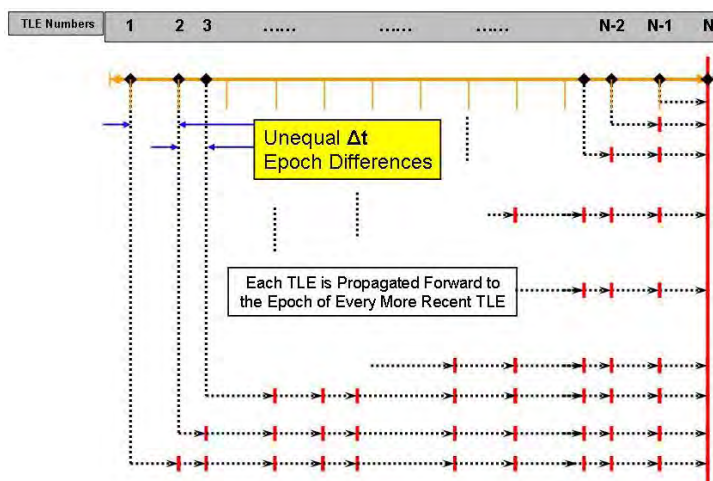 TLE Numbers 1 2 3 ...... ...... ...... N-2 N-1 N
Unequal Δt
Epoch Differences
Each TLE is Propagated Forward to
the Epoch of Every More Recent TLE